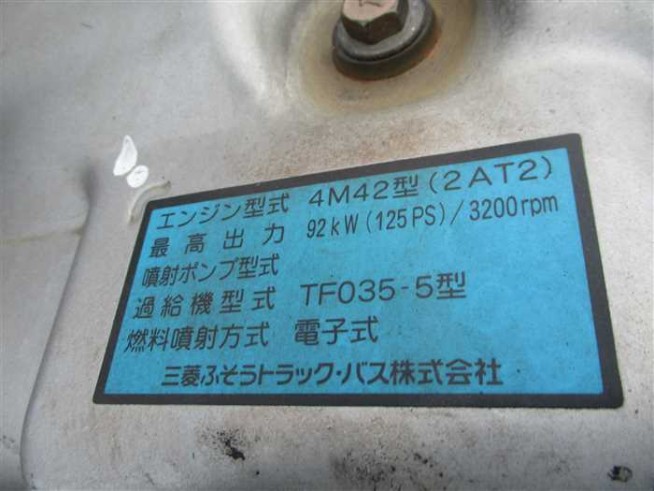 エンジン型式 4M42型(2AT2)
最高出力 92kW(125PS)/3200rpm
噴射ポンプ型式
過給機型式 TF035-5型
燃料噴射方式 電子式
三菱ふそうトラック・バス株式会社